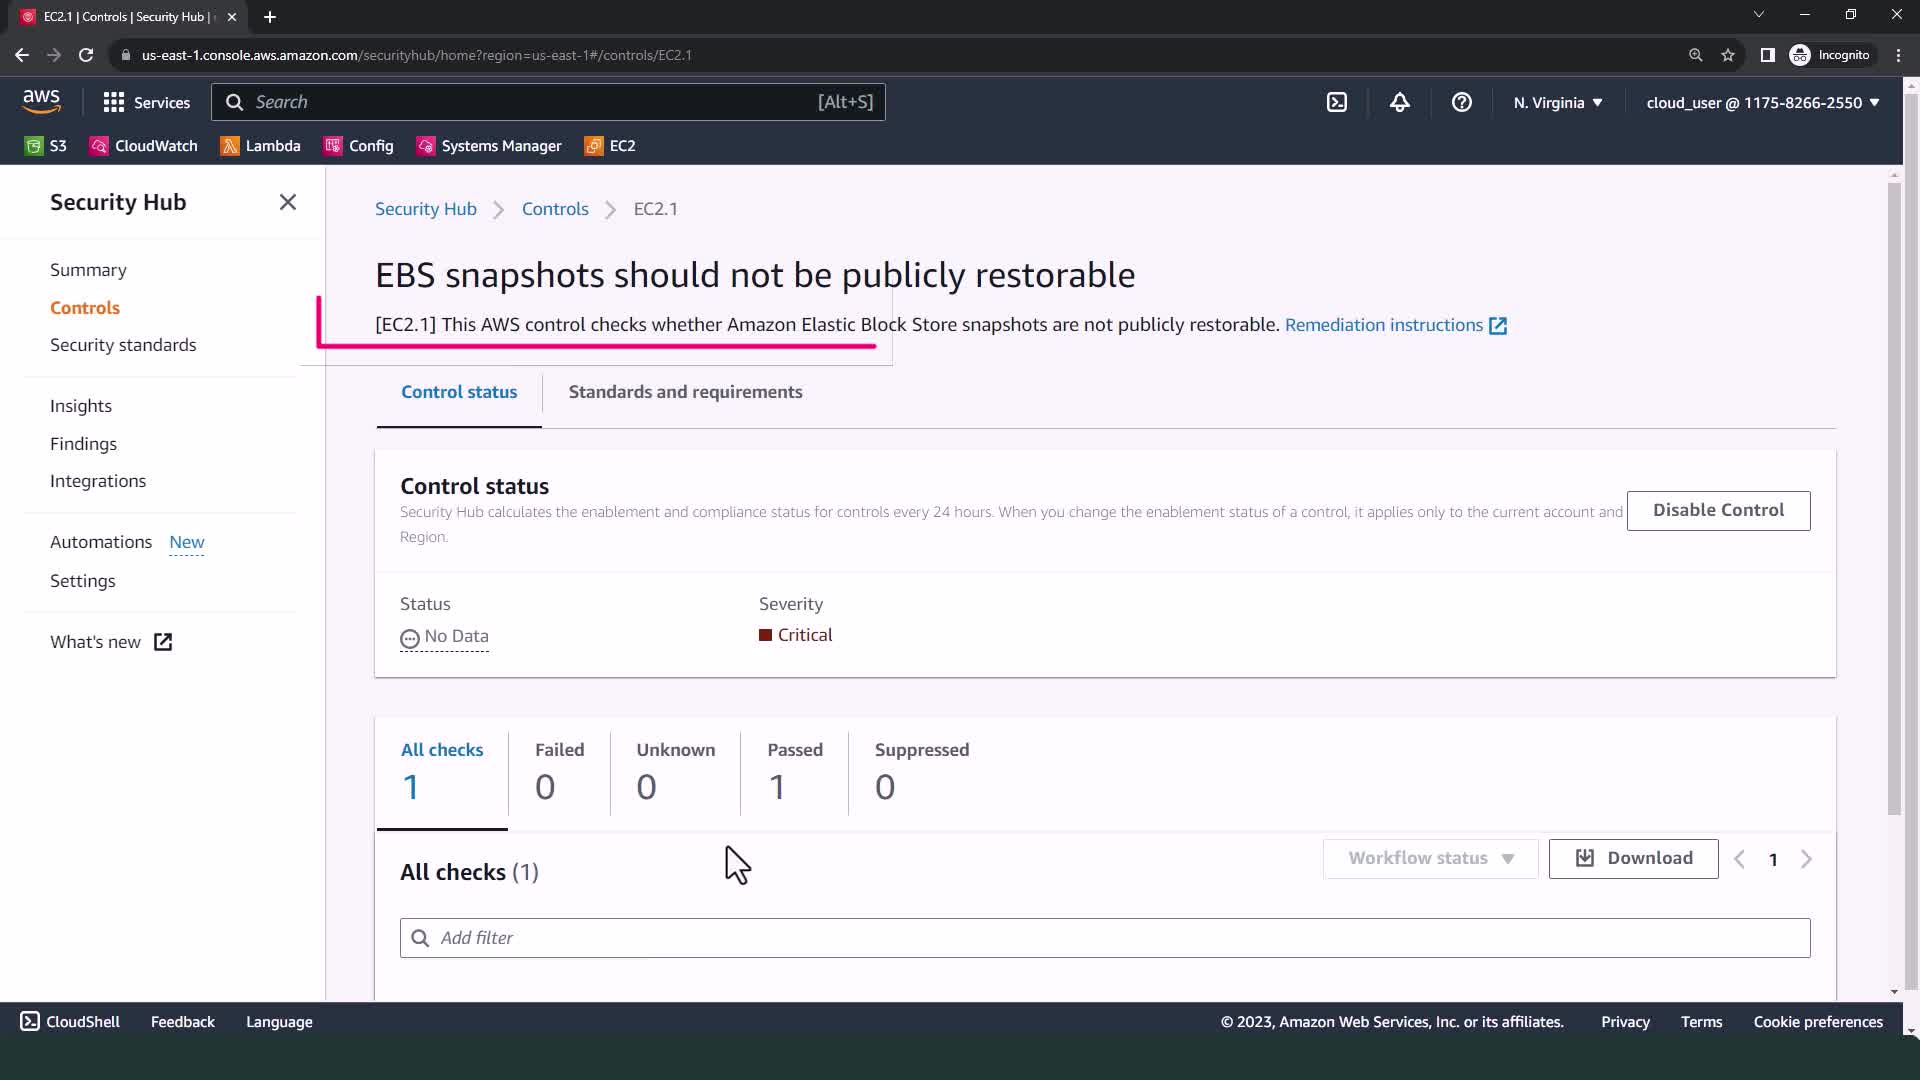 EC2.1 | Controls | Security Hub |
us-east-1.console.aws.amazon.com/securityhub/home?region=us-east-1#/controls/EC2.1
Incognito
aws
Services
Search
[Alt+S]
N. Virginia
cloud_user @ 1175-8266-2550
S3
CloudWatch
Lambda
Config
Systems Manager
EC2
Security Hub
Summary
Controls
Security standards
Insights
Findings
Integrations
Automations New
Settings
What's new
Security Hub
Controls
EC2.1
EBS snapshots should not be publicly restorable
[EC2.1] This AWS control checks whether Amazon Elastic Block Store snapshots are not publicly restorable. Remediation instructions
Control status
Standards and requirements
Control status
Security Hub calculates the enablement and compliance status for controls every 24 hours. When you change the enablement status of a control, it applies only to the current account and
Region.
Disable Control
Status
No Data
Severity
Critical
All checks
1
Failed
0
Unknown
0
Passed
1
Suppressed
0
All checks (1)
Workflow status
Download
1
Add filter
CloudShell
Feedback
Language
© 2023, Amazon Web Services, Inc. or its affiliates.
Privacy
Terms
Cookie preferences